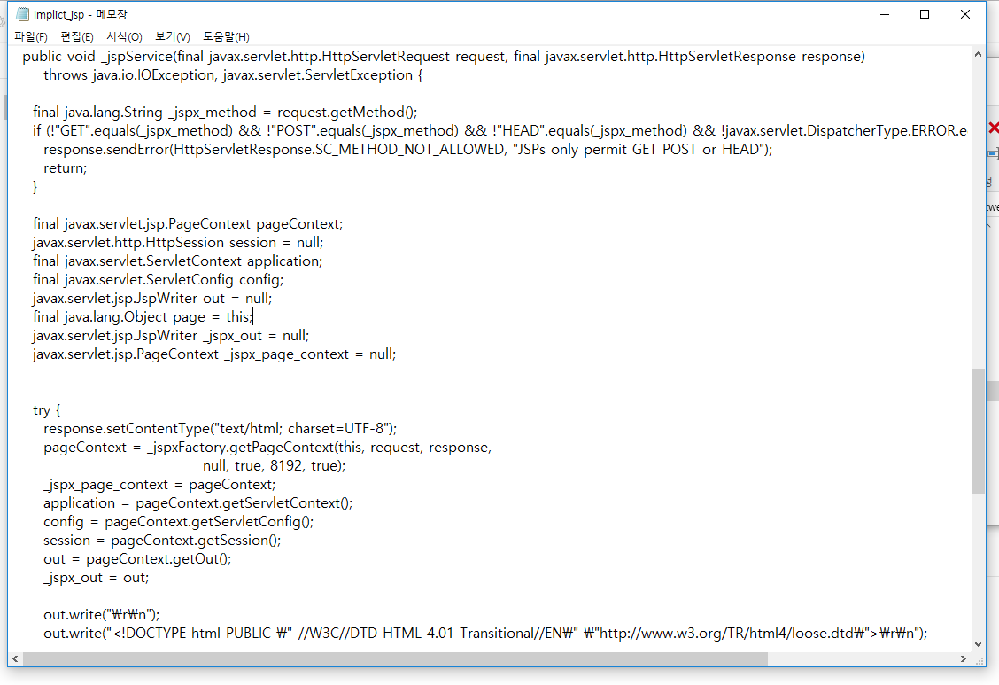 Implict_jsp - 메모장
파일(F) 편집(E) 서식(O) 보기(V) 도움말(H)
public void _jspService(final javax.servlet.http.HttpServletRequest request, final javax.servlet.http.HttpServletResponse response)
throws java.io.IOException, javax.servlet.ServletException {
final java.lang.String _jspx_method = request.getMethod();
if (!"GET".equals(_jspx_method) && !"POST".equals(_jspx_method) && !"HEAD".equals(_jspx_method) && !javax.servlet.DispatcherType.ERROR.e
response.sendError(HttpServletResponse.SC_METHOD_NOT_ALLOWED, "JSPs only permit GET POST or HEAD");
return;
}
final javax.servlet.jsp.PageContext pageContext;
javax.servlet.http.HttpSession session = null;
final javax.servlet.ServletContext application;
final javax.servlet.ServletConfig config;
javax.servlet.jsp.JspWriter out = null;
final java.lang.Object page = this;
javax.servlet.jsp.JspWriter _jspx_out = null;
javax.servlet.jsp.PageContext _jspx_page_context = null;
try {
response.setContentType("text/html; charset=UTF-8");
pageContext = _jspxFactory.getPageContext(this, request, response,
null, true, 8192, true);
_jspx_page_context = pageContext;
application = pageContext.getServletContext();
config = pageContext.getServletConfig();
session = pageContext.getSession();
out = pageContext.getOut();
_jspx_out = out;
out.write("₩r₩n");
out.write("<!DOCTYPE html PUBLIC ₩"-//W3C//DTD HTML 4.01 Transitional//EN₩" ₩"http://www.w3.org/TR/html4/loose.dtd₩">₩r₩n");